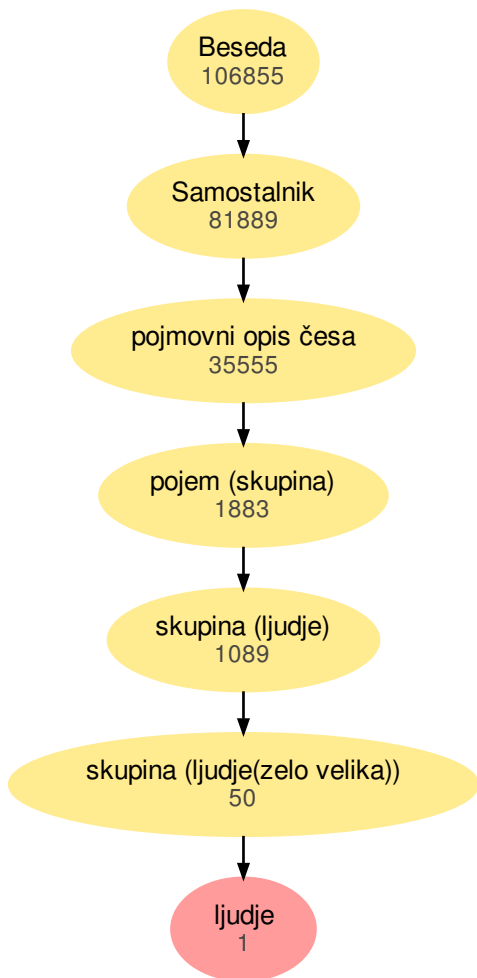 Beseda
106855
Samostalnik
81889
pojmovni opis česa
35555
pojem (skupina)
1883
skupina (ljudje)
1089
skupina (ljudje(zelo velika))
50
ljudje
1